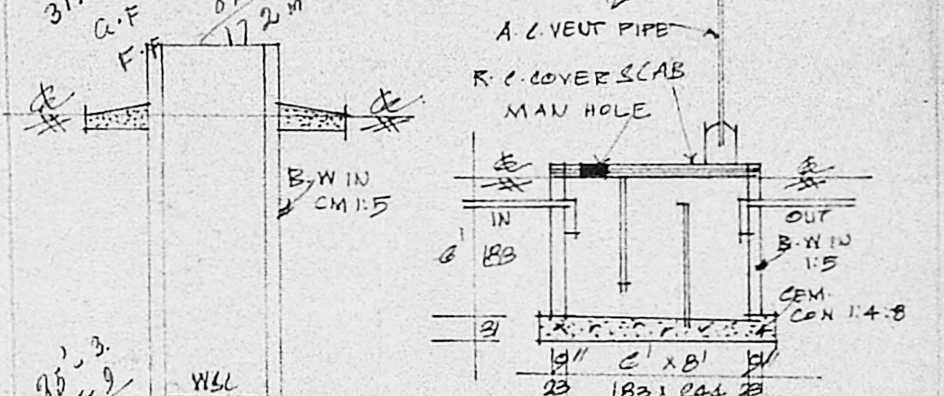 a.F
F.F
A.C. VENT PIPE
R.C. COVER SLAB
MAN HOLE
B.W IN
CM 1:5
IN
OUT
6' 183
B.W IN
1:5
CEM.
CON 1:4:8
31
9" 6' x 8' 9"
23 183 x 244 23
WSL